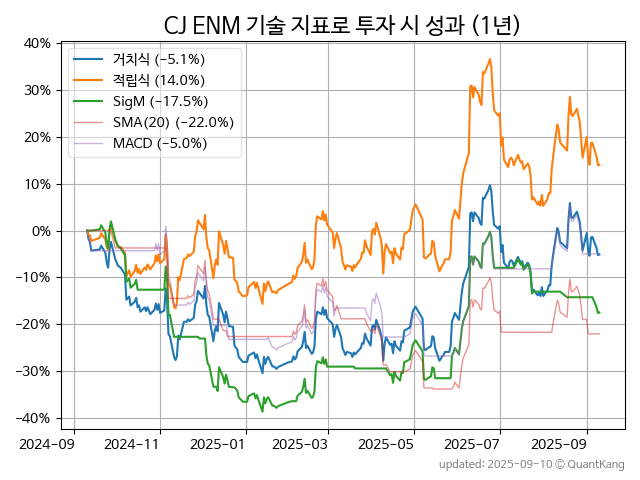 CJ ENM 기술 지표로 투자 시 성과 (1년)
40%
30%
20%
10%
0%
−10%
−20%
−30%
−40%
거치식 (−5.1%)
적립식 (14.0%)
SigM (−17.5%)
SMA(20) (−22.0%)
MACD (−5.0%)
2024-09
2024-11
2025-01
2025-03
2025-05
2025-07
2025-09
updated: 2025-09-10 © QuantKang